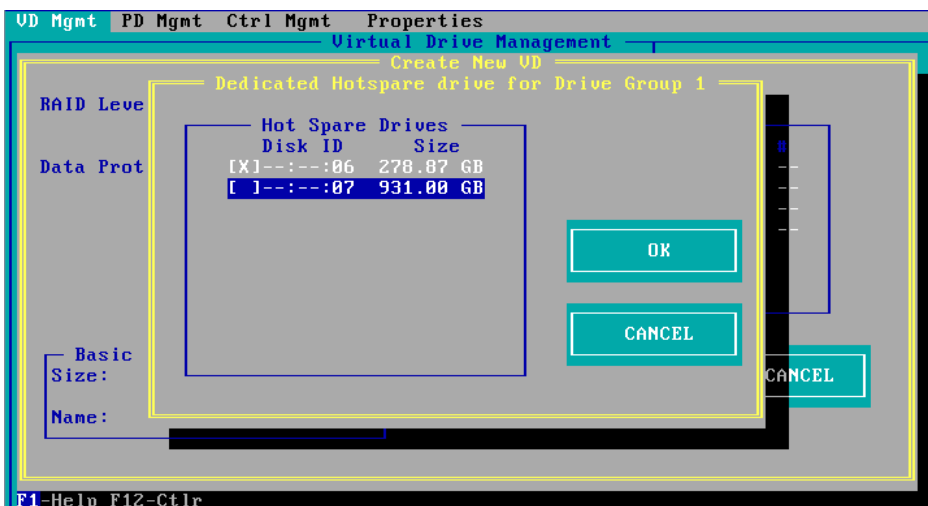 VD Mgmt PD Mgmt Ctrl Mgmt Properties
Virtual Drive Management
Create New VD
Dedicated Hotspare drive for Drive Group 1
RAID Leve
Hot Spare Drives
Disk ID Size
[X]--:--:06 278.87 GB
Data Prot
[ ]--:--:07 931.00 GB
--
--
--
--
OK
CANCEL
Basic
Size:
CANCEL
Name:
F1-Help F12-Ctlr